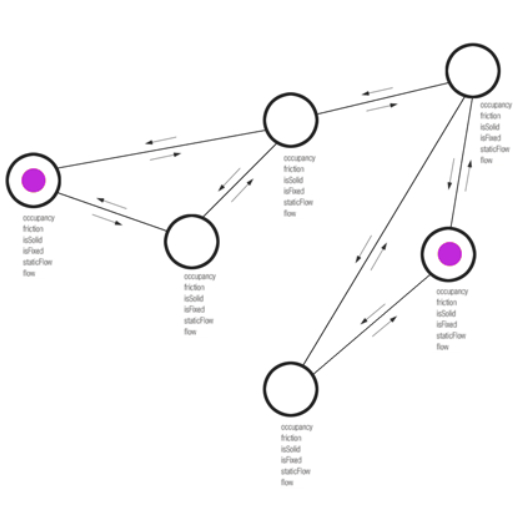 occupancy
friction
isSolid
isFixed
staticFlow
flow
occupancy
friction
isSolid
isFixed
staticFlow
flow
occupancy
friction
isSolid
isFixed
staticFlow
flow
occupancy
friction
isSolid
isFixed
staticFlow
flow
occupancy
friction
isSolid
isFixed
staticFlow
flow
occupancy
friction
isSolid
isFixed
staticFlow
flow